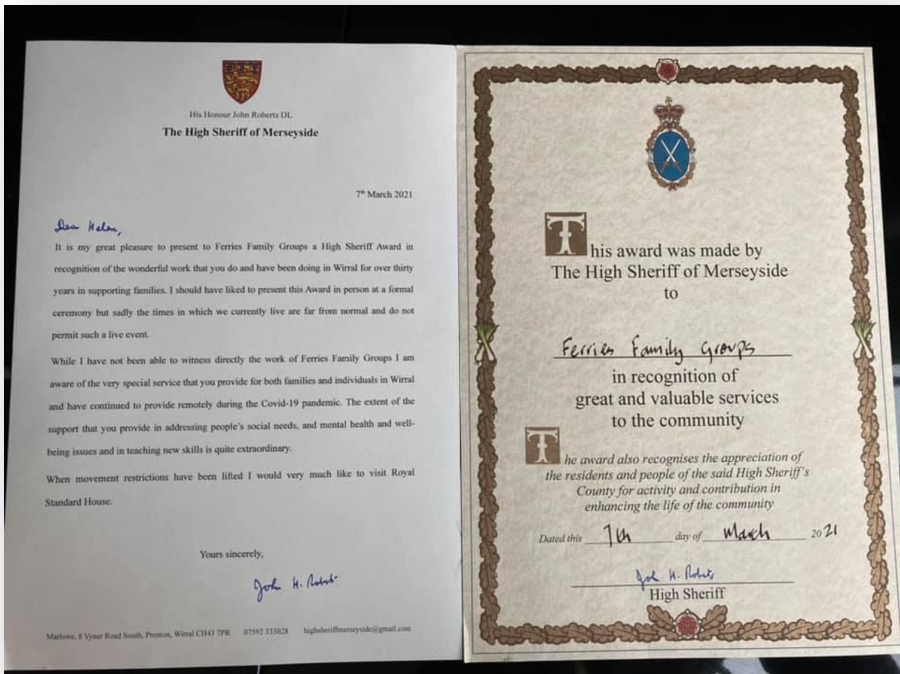 His Honour John Roberts DL
The High Sheriff of Merseyside
7th March 2021
Dear Helen,
It is my great pleasure to present to Ferries Family Groups a High Sheriff Award in
recognition of the wonderful work that you do and have been doing in Wirral for over thirty
years in supporting families. I should have liked to present this Award in person at a formal
ceremony but sadly the times in which we currently live are far from normal and do not
permit such a live event.
While I have not been able to witness directly the work of Ferries Family Groups I am
aware of the very special service that you provide for both families and individuals in Wirral
and have continued to provide remotely during the Covid-19 pandemic. The extent of the
support that you provide in addressing people's social needs, and mental health and well-
being issues and in teaching new skills is quite extraordinary.
When movement restrictions have been lifted I would very much like to visit Royal
Standard House.
Yours sincerely,
John H. Roberts
Marlowe, 8 Vyner Road South, Prenton, Wirral CH43 7PR 07592 333028 highsheriffmerseyside@gmail.com
This award was made by
The High Sheriff of Merseyside
to
Ferries Family Groups
in recognition of
great and valuable services
to the community
The award also recognises the appreciation of
the residents and people of the said High Sheriff's
County for activity and contribution in
enhancing the life of the community
Dated this 7th day of March 2021
John H. Roberts
High Sheriff